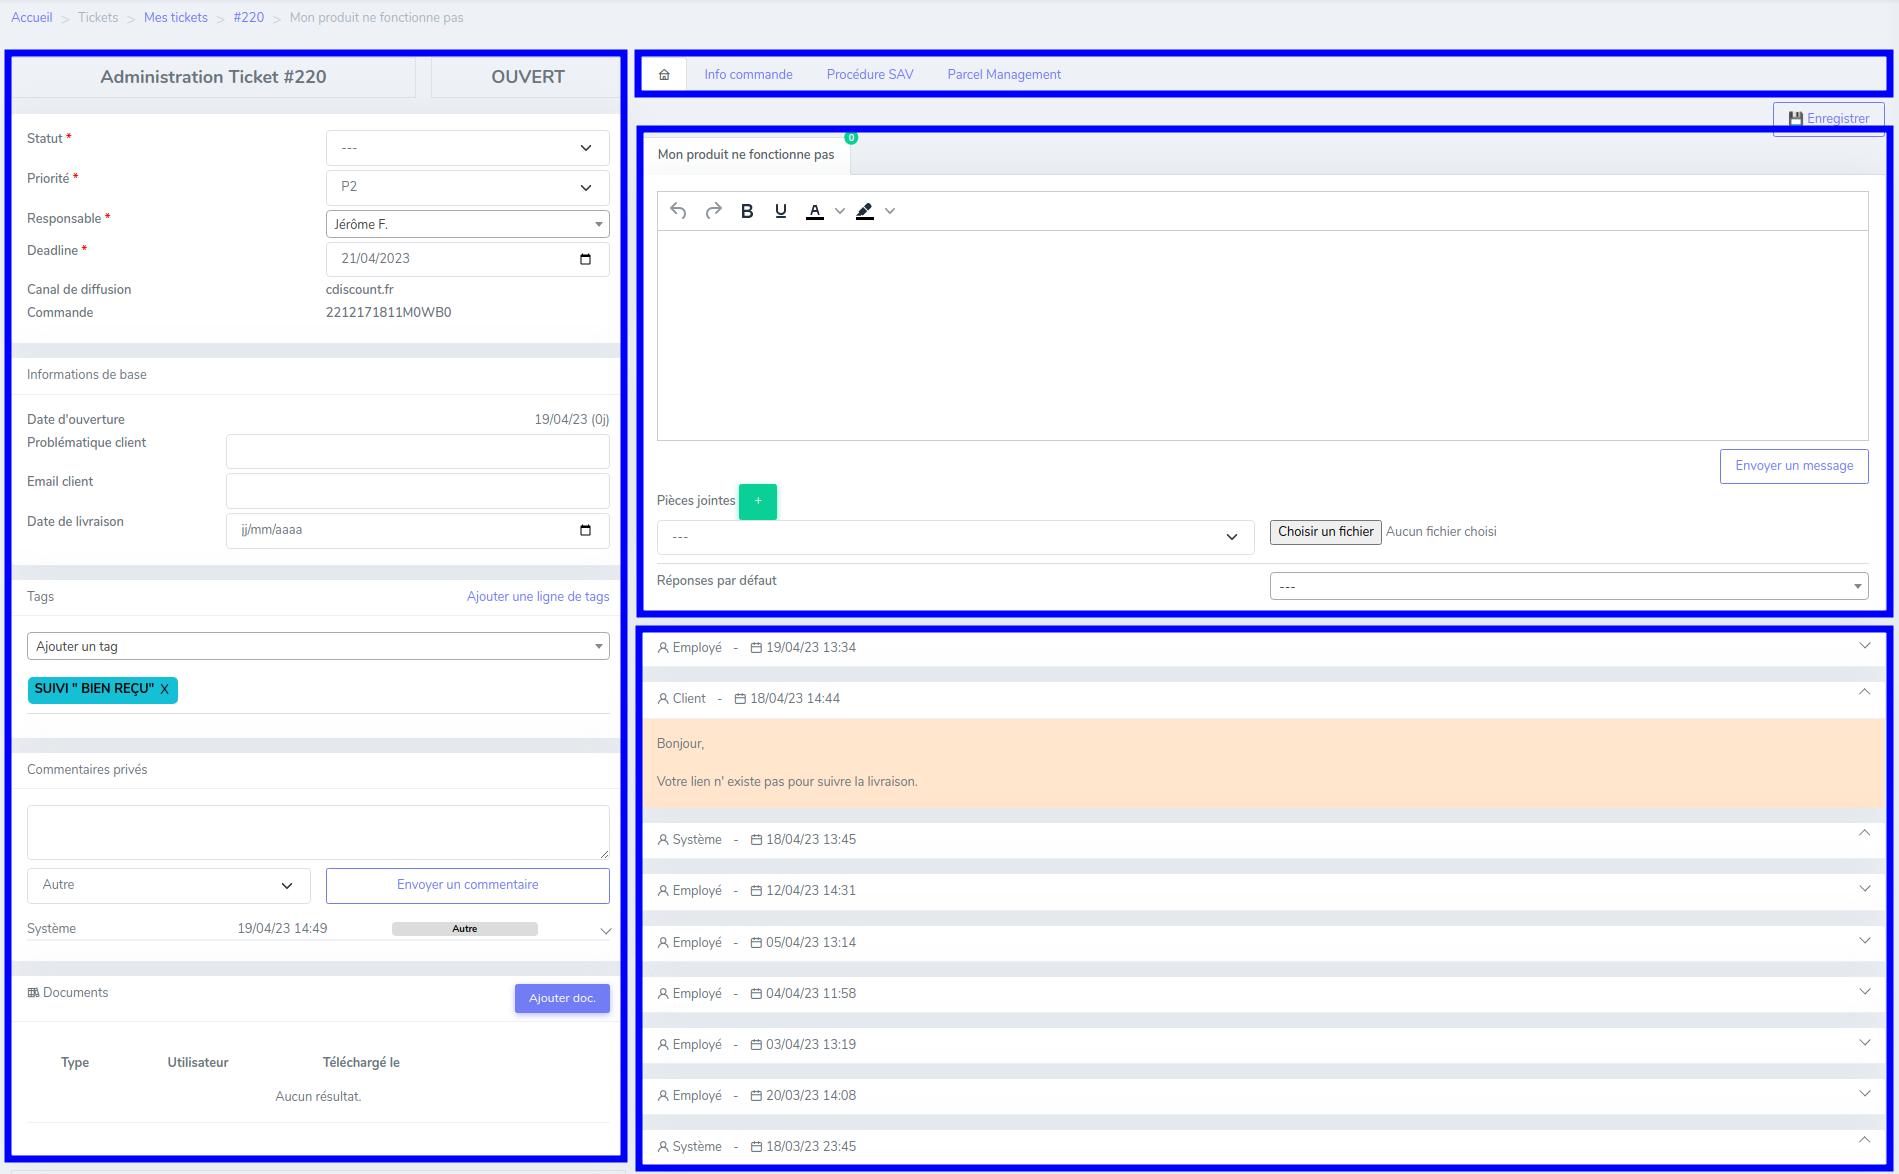 Accueil > Tickets > Mes tickets > #220 > Mon produit ne fonctionne pas
Administration Ticket #220
OUVERT
Statut *
---
Priorité *
P2
Responsable *
Jérôme F.
Deadline *
21/04/2023
Canal de diffusion
cdiscount.fr
Commande
2212171811M0WB0
Informations de base
Date d'ouverture
19/04/23 (0j)
Problématique client
Email client
Date de livraison
jj/mm/aaaa
Tags
Ajouter une ligne de tags
Ajouter un tag
SUIVI " BIEN REÇU" X
Commentaires privés
Autre
Envoyer un commentaire
Système
19/04/23 14:49
Autre
Documents
Ajouter doc.
Type
Utilisateur
Téléchargé le
Aucun résultat.
Info commande
Procédure SAV
Parcel Management
Enregistrer
Mon produit ne fonctionne pas
0
B U A
Envoyer un message
Pièces jointes +
---
Choisir un fichier Aucun fichier choisi
Réponses par défaut
---
Employé - 19/04/23 13:34
Client - 18/04/23 14:44
Bonjour,
Votre lien n' existe pas pour suivre la livraison.
Système - 18/04/23 13:45
Employé - 12/04/23 14:31
Employé - 05/04/23 13:14
Employé - 04/04/23 11:58
Employé - 03/04/23 13:19
Employé - 20/03/23 14:08
Système - 18/03/23 23:45